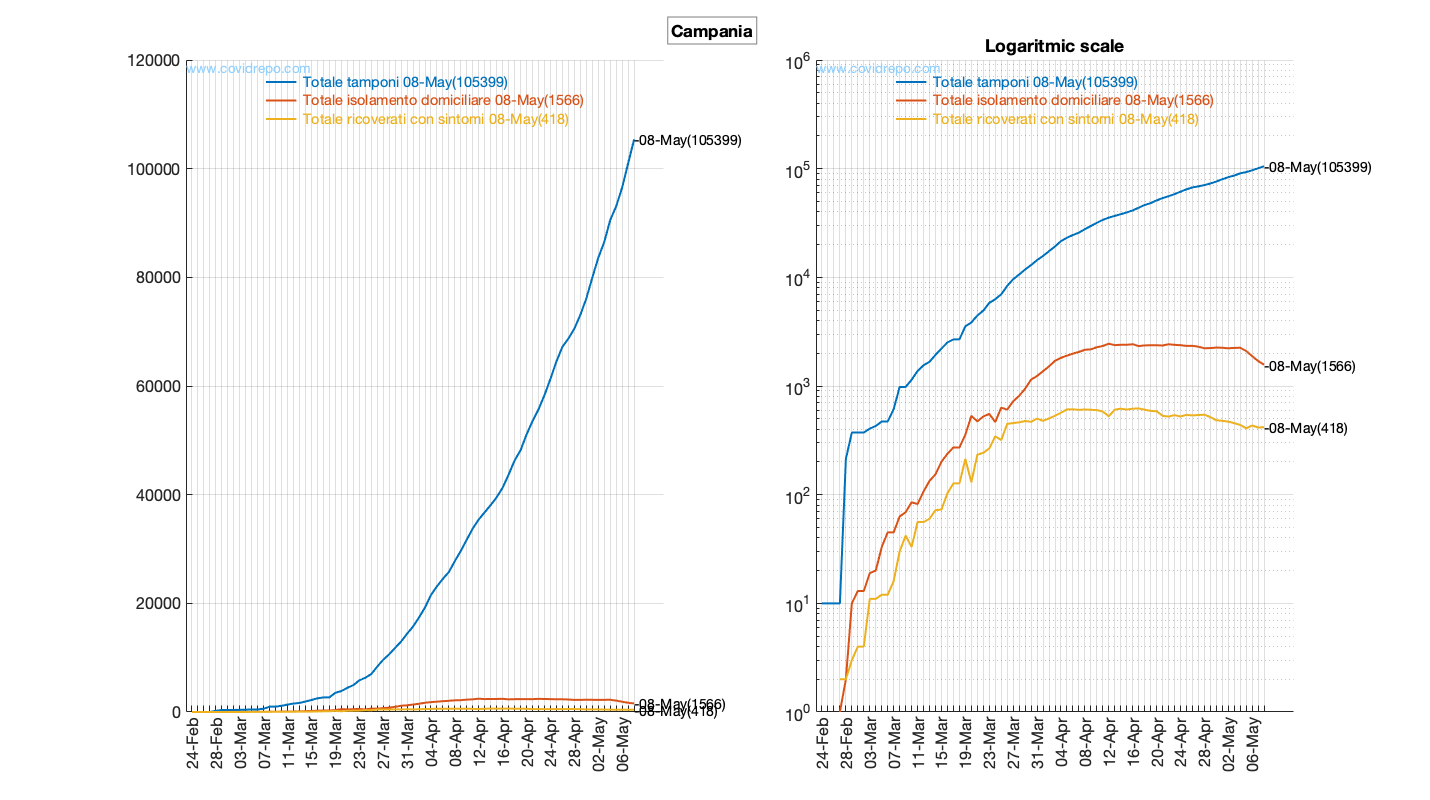 Campania
www.covidrepo.com
Totale tamponi 08-May(105399)
Totale isolamento domiciliare 08-May(1566)
Totale ricoverati con sintomi 08-May(418)
120000
100000
80000
60000
40000
20000
0
-08-May(105399)
-08-May(1566)
-08-May(418)
24-Feb
28-Feb
03-Mar
07-Mar
11-Mar
15-Mar
19-Mar
23-Mar
27-Mar
31-Mar
04-Apr
08-Apr
12-Apr
16-Apr
20-Apr
24-Apr
28-Apr
02-May
06-May
Logaritmic scale
www.covidrepo.com
Totale tamponi 08-May(105399)
Totale isolamento domiciliare 08-May(1566)
Totale ricoverati con sintomi 08-May(418)
10^6
10^5
10^4
10^3
10^2
10^1
10^0
-08-May(105399)
-08-May(1566)
-08-May(418)
24-Feb
28-Feb
03-Mar
07-Mar
11-Mar
15-Mar
19-Mar
23-Mar
27-Mar
31-Mar
04-Apr
08-Apr
12-Apr
16-Apr
20-Apr
24-Apr
28-Apr
02-May
06-May